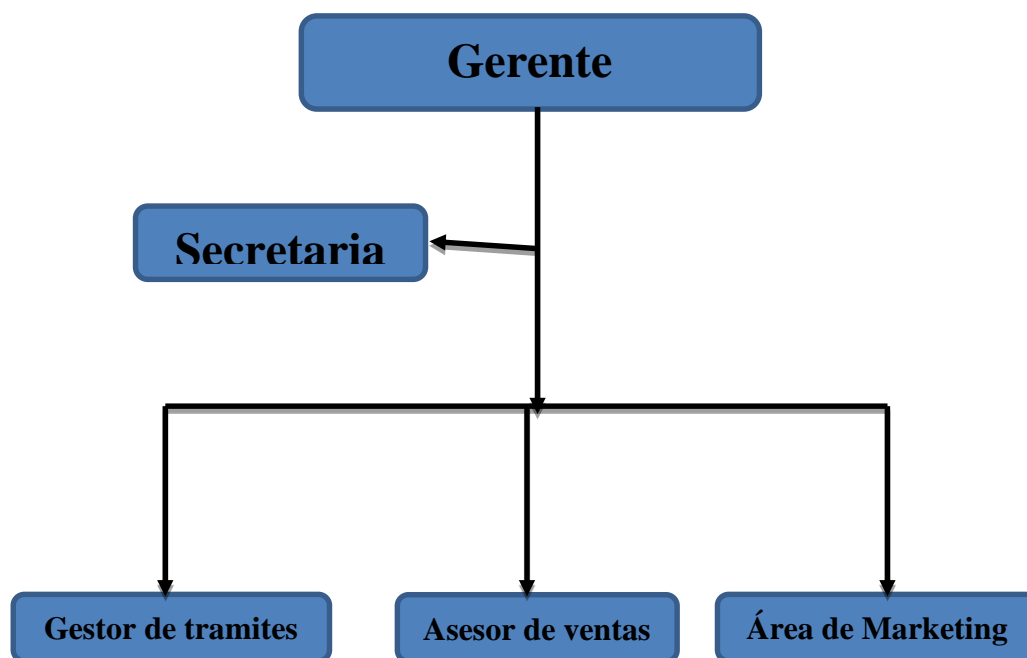 Gerente
Secretaria
Gestor de tramites
Asesor de ventas
Área de Marketing